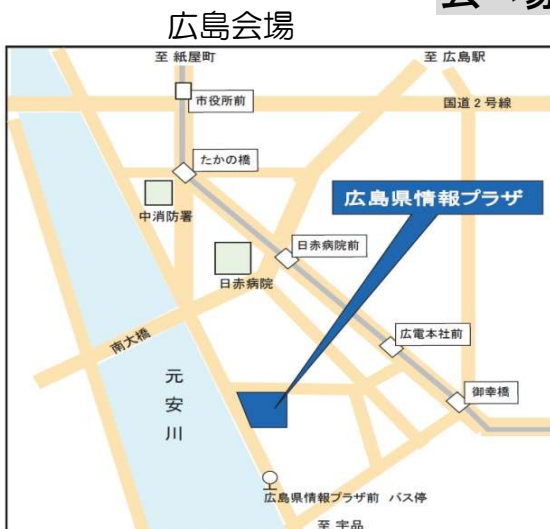 広島会場
至 紙屋町
至 広島駅
市役所前
国道2号線
たかの橋
中消防署
広島県情報プラザ
日赤病院前
日赤病院
南大橋
広電本社前
元安川
御幸橋
広島県情報プラザ前 バス停
至 宇品